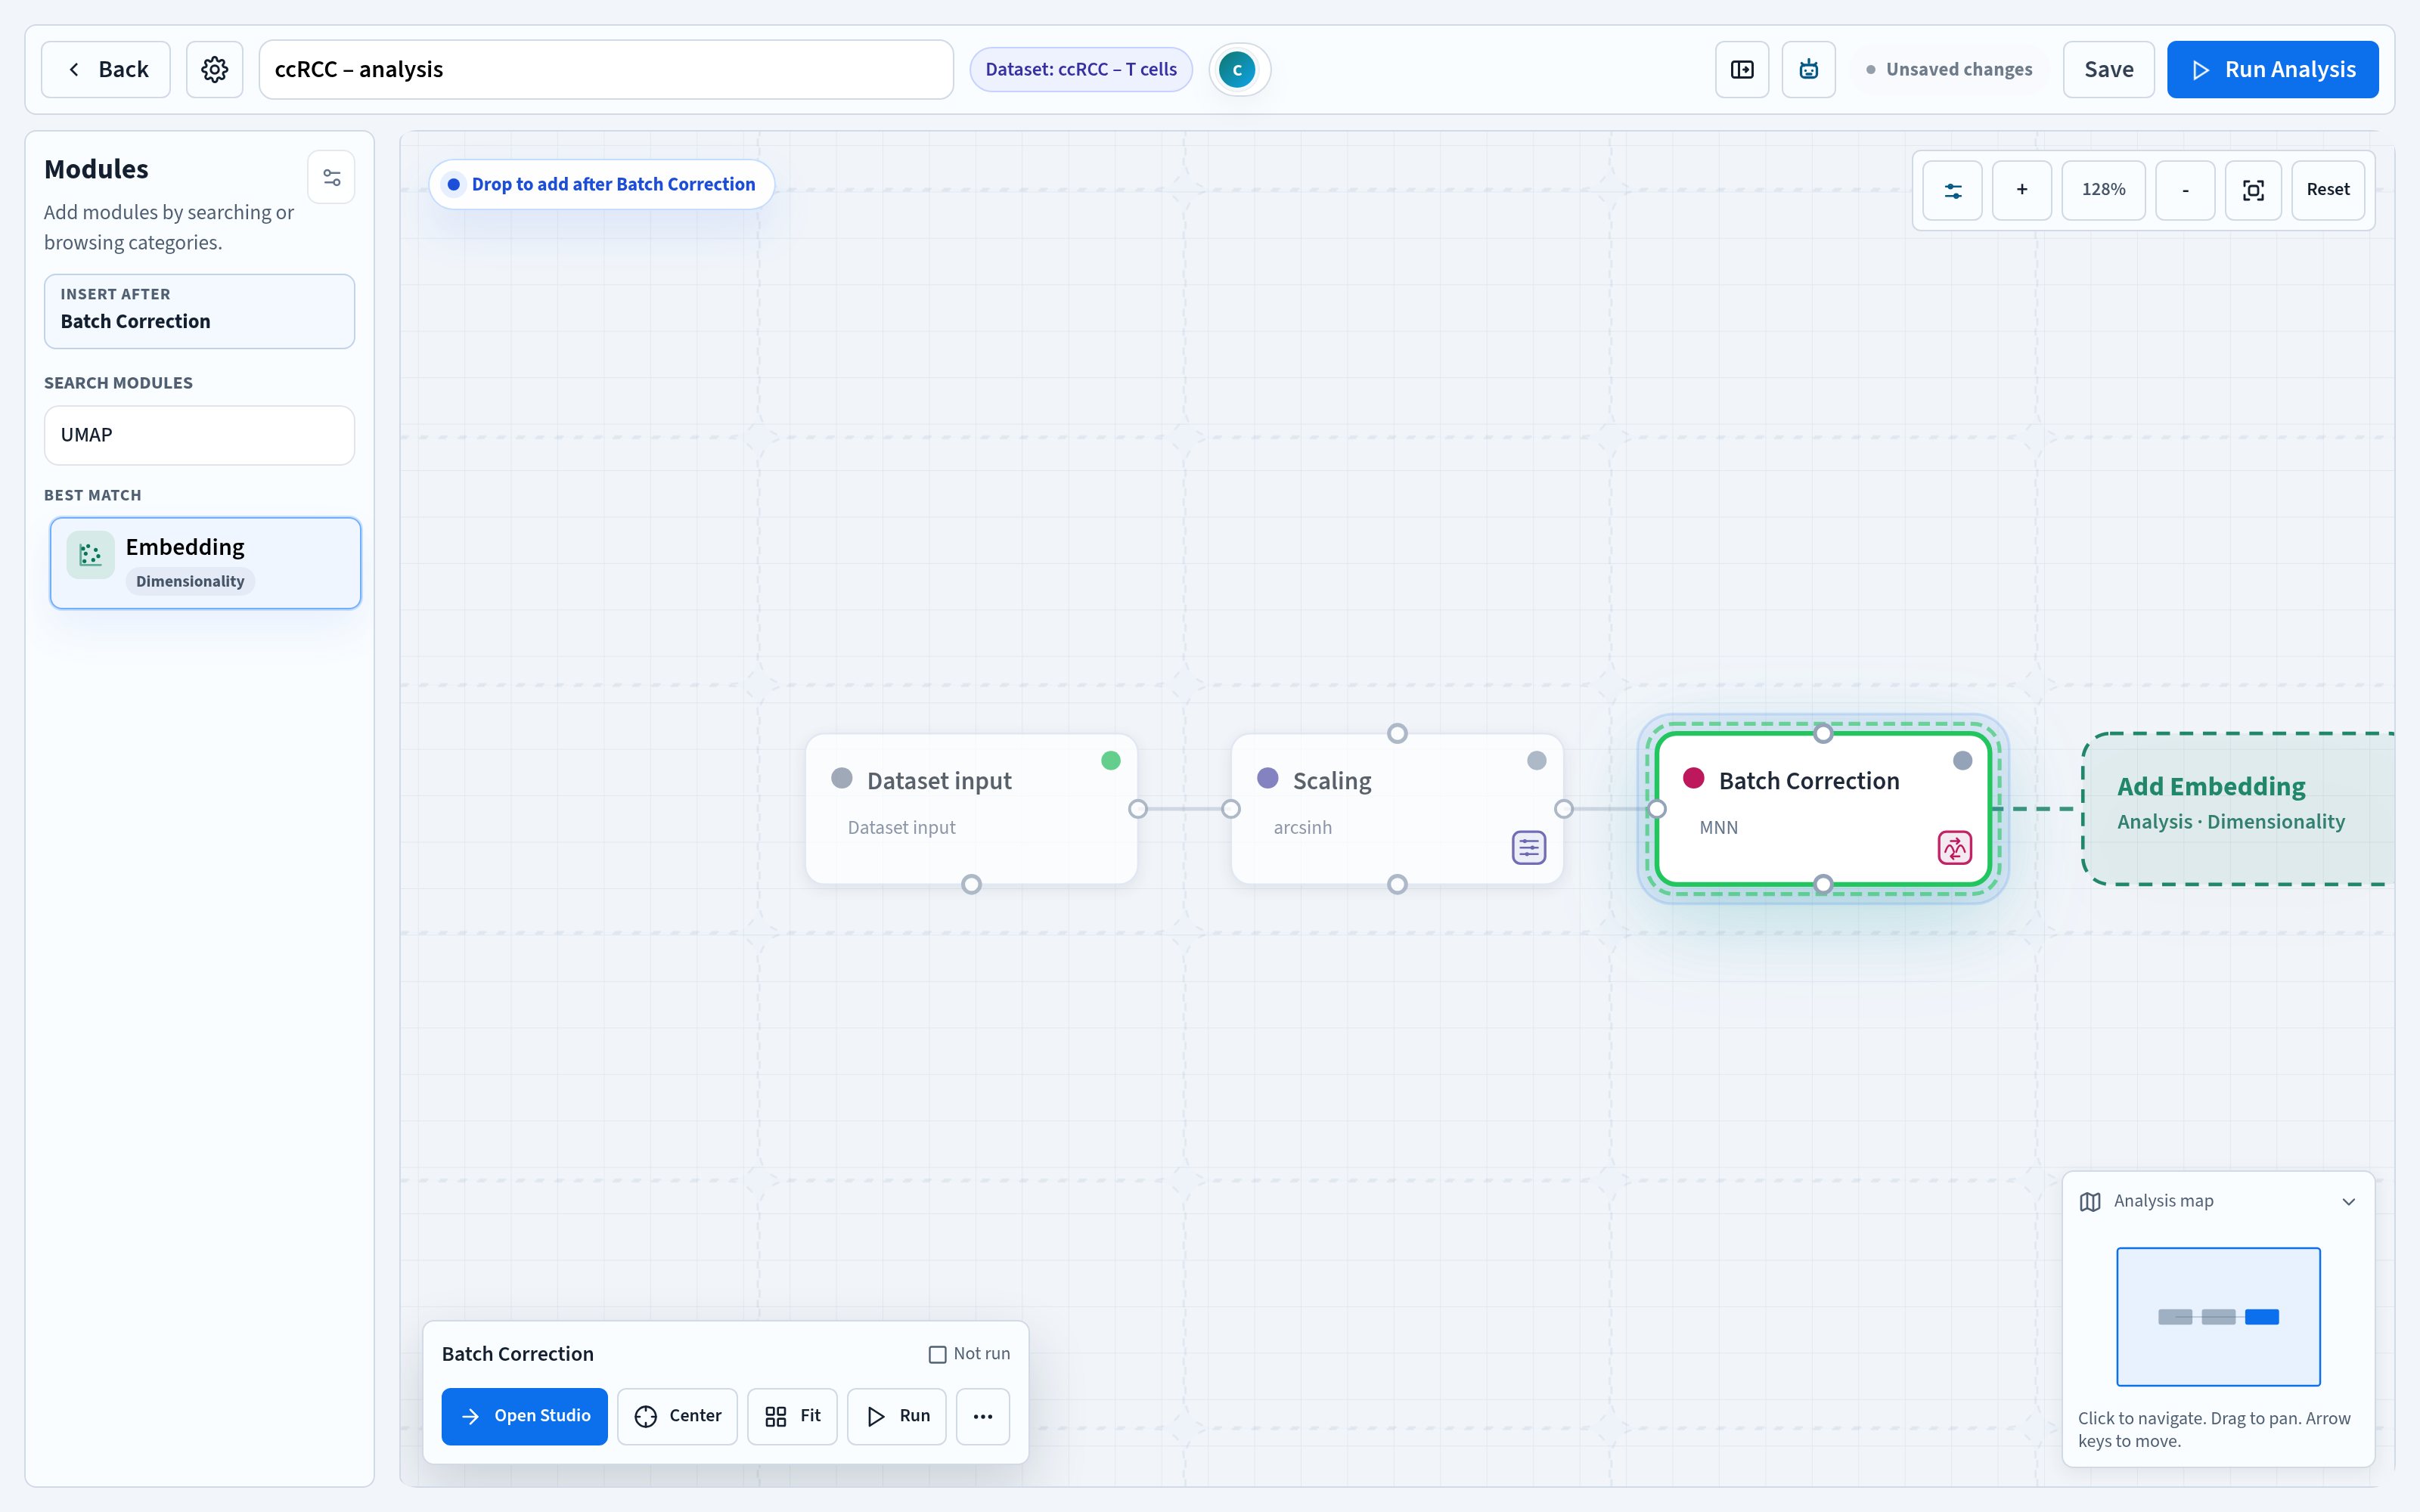 Back
ccRCC – analysis
Dataset: ccRCC – T cells
C
Unsaved changes
Save
Run Analysis
Modules
Add modules by searching or
browsing categories.
INSERT AFTER
Batch Correction
SEARCH MODULES
UMAP
BEST MATCH
Embedding
Dimensionality
Drop to add after Batch Correction
+
128%
-
Reset
Dataset input
Dataset input
Scaling
arcsinh
Batch Correction
MNN
Add Embedding
Analysis · Dimensionality
Batch Correction
Not run
Open Studio
Center
Fit
Run
Analysis map
Click to navigate. Drag to pan. Arrow
keys to move.